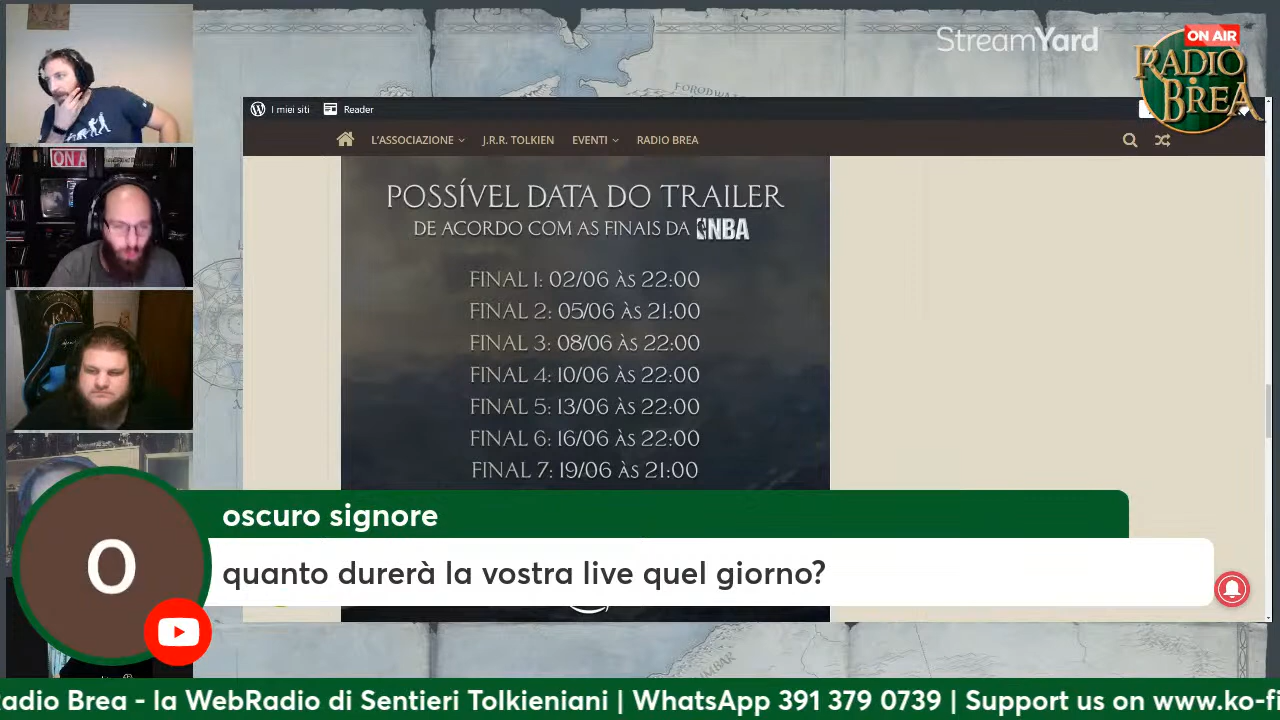 StreamYard
ON AIR
RADIO
BREA
FORODWA
I miei siti
Reader
L'ASSOCIAZIONE
J.R.R. TOLKIEN
EVENTI
RADIO BREA
ON A
POSSÍVEL DATA DO TRAILER
DE ACORDO COM AS FINAIS DA NBA
FINAL 1: 02/06 ÀS 22:00
FINAL 2: 05/06 ÀS 21:00
FINAL 3: 08/06 ÀS 22:00
FINAL 4: 10/06 ÀS 22:00
FINAL 5: 13/06 ÀS 22:00
FINAL 6: 16/06 ÀS 22:00
FINAL 7: 19/06 ÀS 21:00
O
oscuro signore
quanto durerà la vostra live quel giorno?
adio Brea - la WebRadio di Sentieri Tolkieniani | WhatsApp 391 379 0739 | Support us on www.ko-fi